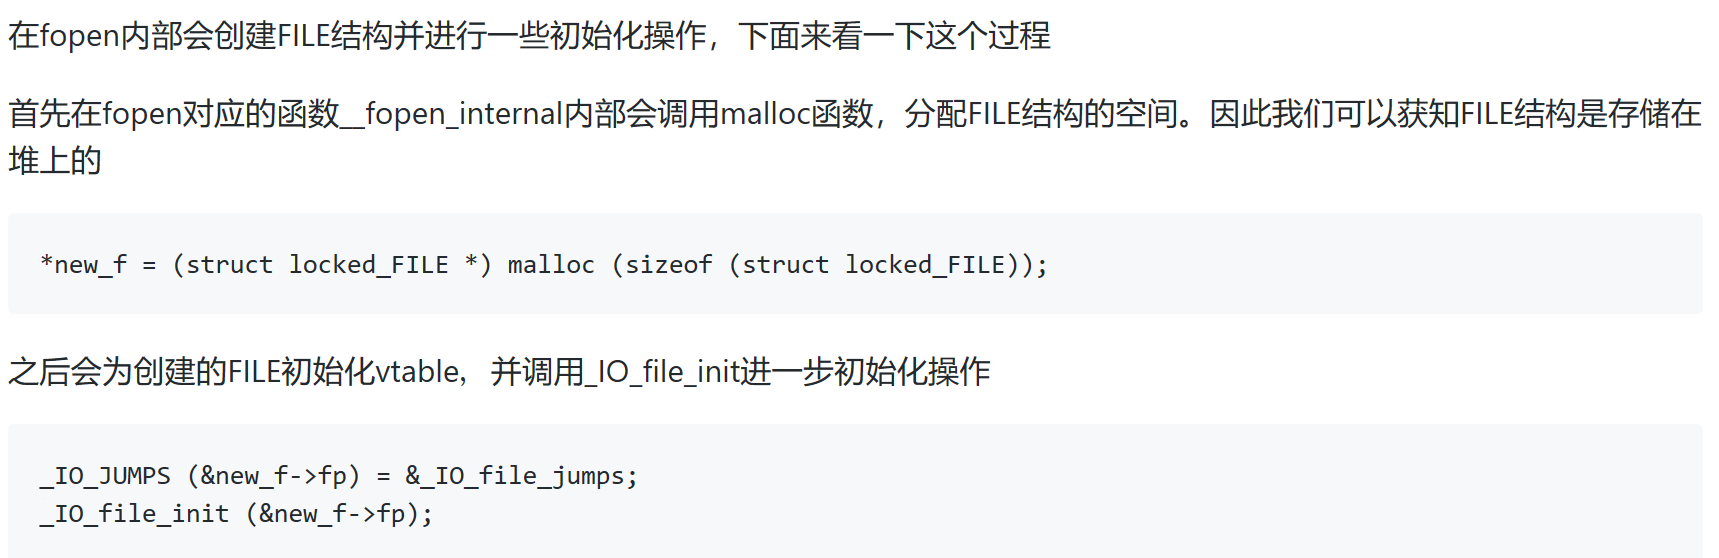 在fopen内部会创建FILE结构并进行一些初始化操作，下面来看一下这个过程
首先在fopen对应的函数__fopen_internal内部会调用malloc函数，分配FILE结构的空间。因此我们可以获知FILE结构是存储在
堆上的
*new_f = (struct locked_FILE *) malloc (sizeof (struct locked_FILE));
之后会为创建的FILE初始化vtable，并调用_IO_file_init进一步初始化操作
_IO_JUMPS (&new_f->fp) = &_IO_file_jumps;
_IO_file_init (&new_f->fp);